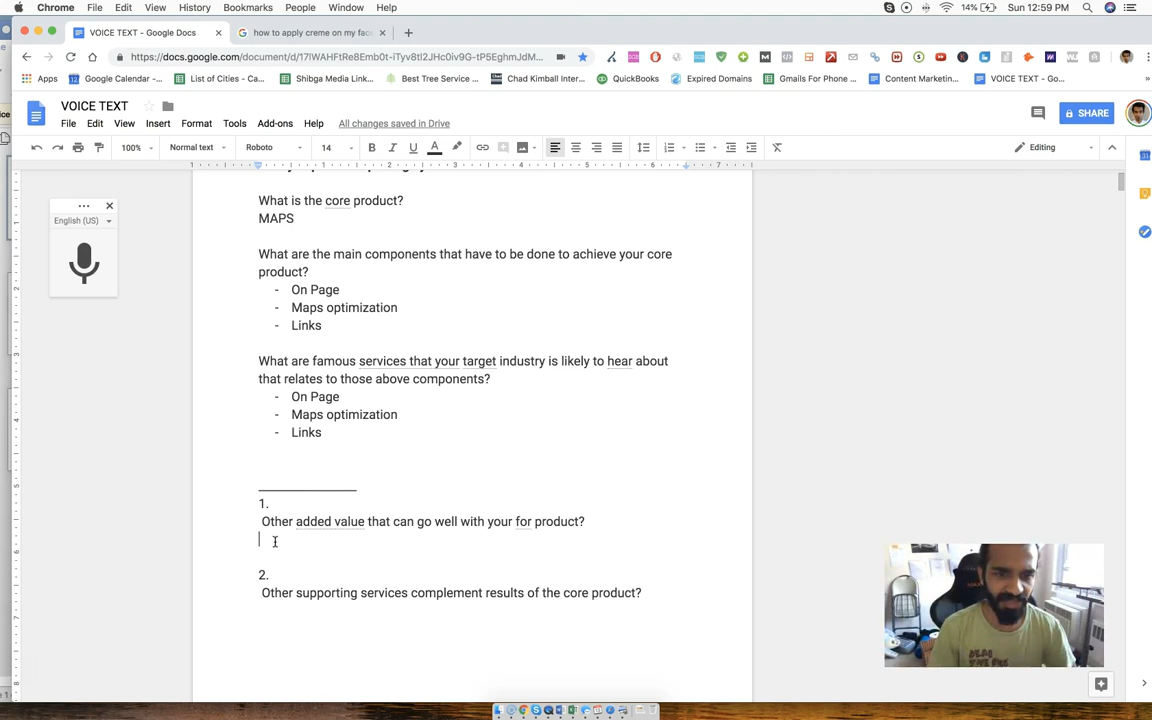 Chrome File Edit View History Bookmarks People Window Help 14% Sun 12:59 PM
VOICE TEXT - Google Docs how to apply creme on my fac
https://docs.google.com/document/d/
Apps Google Calendar -... List of Cities - Ca... Shibga Media Link... Best Tree Service ... Chad Kimball Inter... QuickBooks Expired Domains Gmails For Phone ... Content Marketin... VOICE TEXT - Go...
VOICE TEXT
File Edit View Insert Format Tools Add-ons Help All changes saved in Drive
SHARE
100% Normal text Roboto 14 Editing
English (US)
What is the core product?
MAPS
What are the main components that have to be done to achieve your core
product?
- On Page
- Maps optimization
- Links
What are famous services that your target industry is likely to hear about
that relates to those above components?
- On Page
- Maps optimization
- Links
1.
Other added value that can go well with your for product?
2.
Other supporting services complement results of the core product?